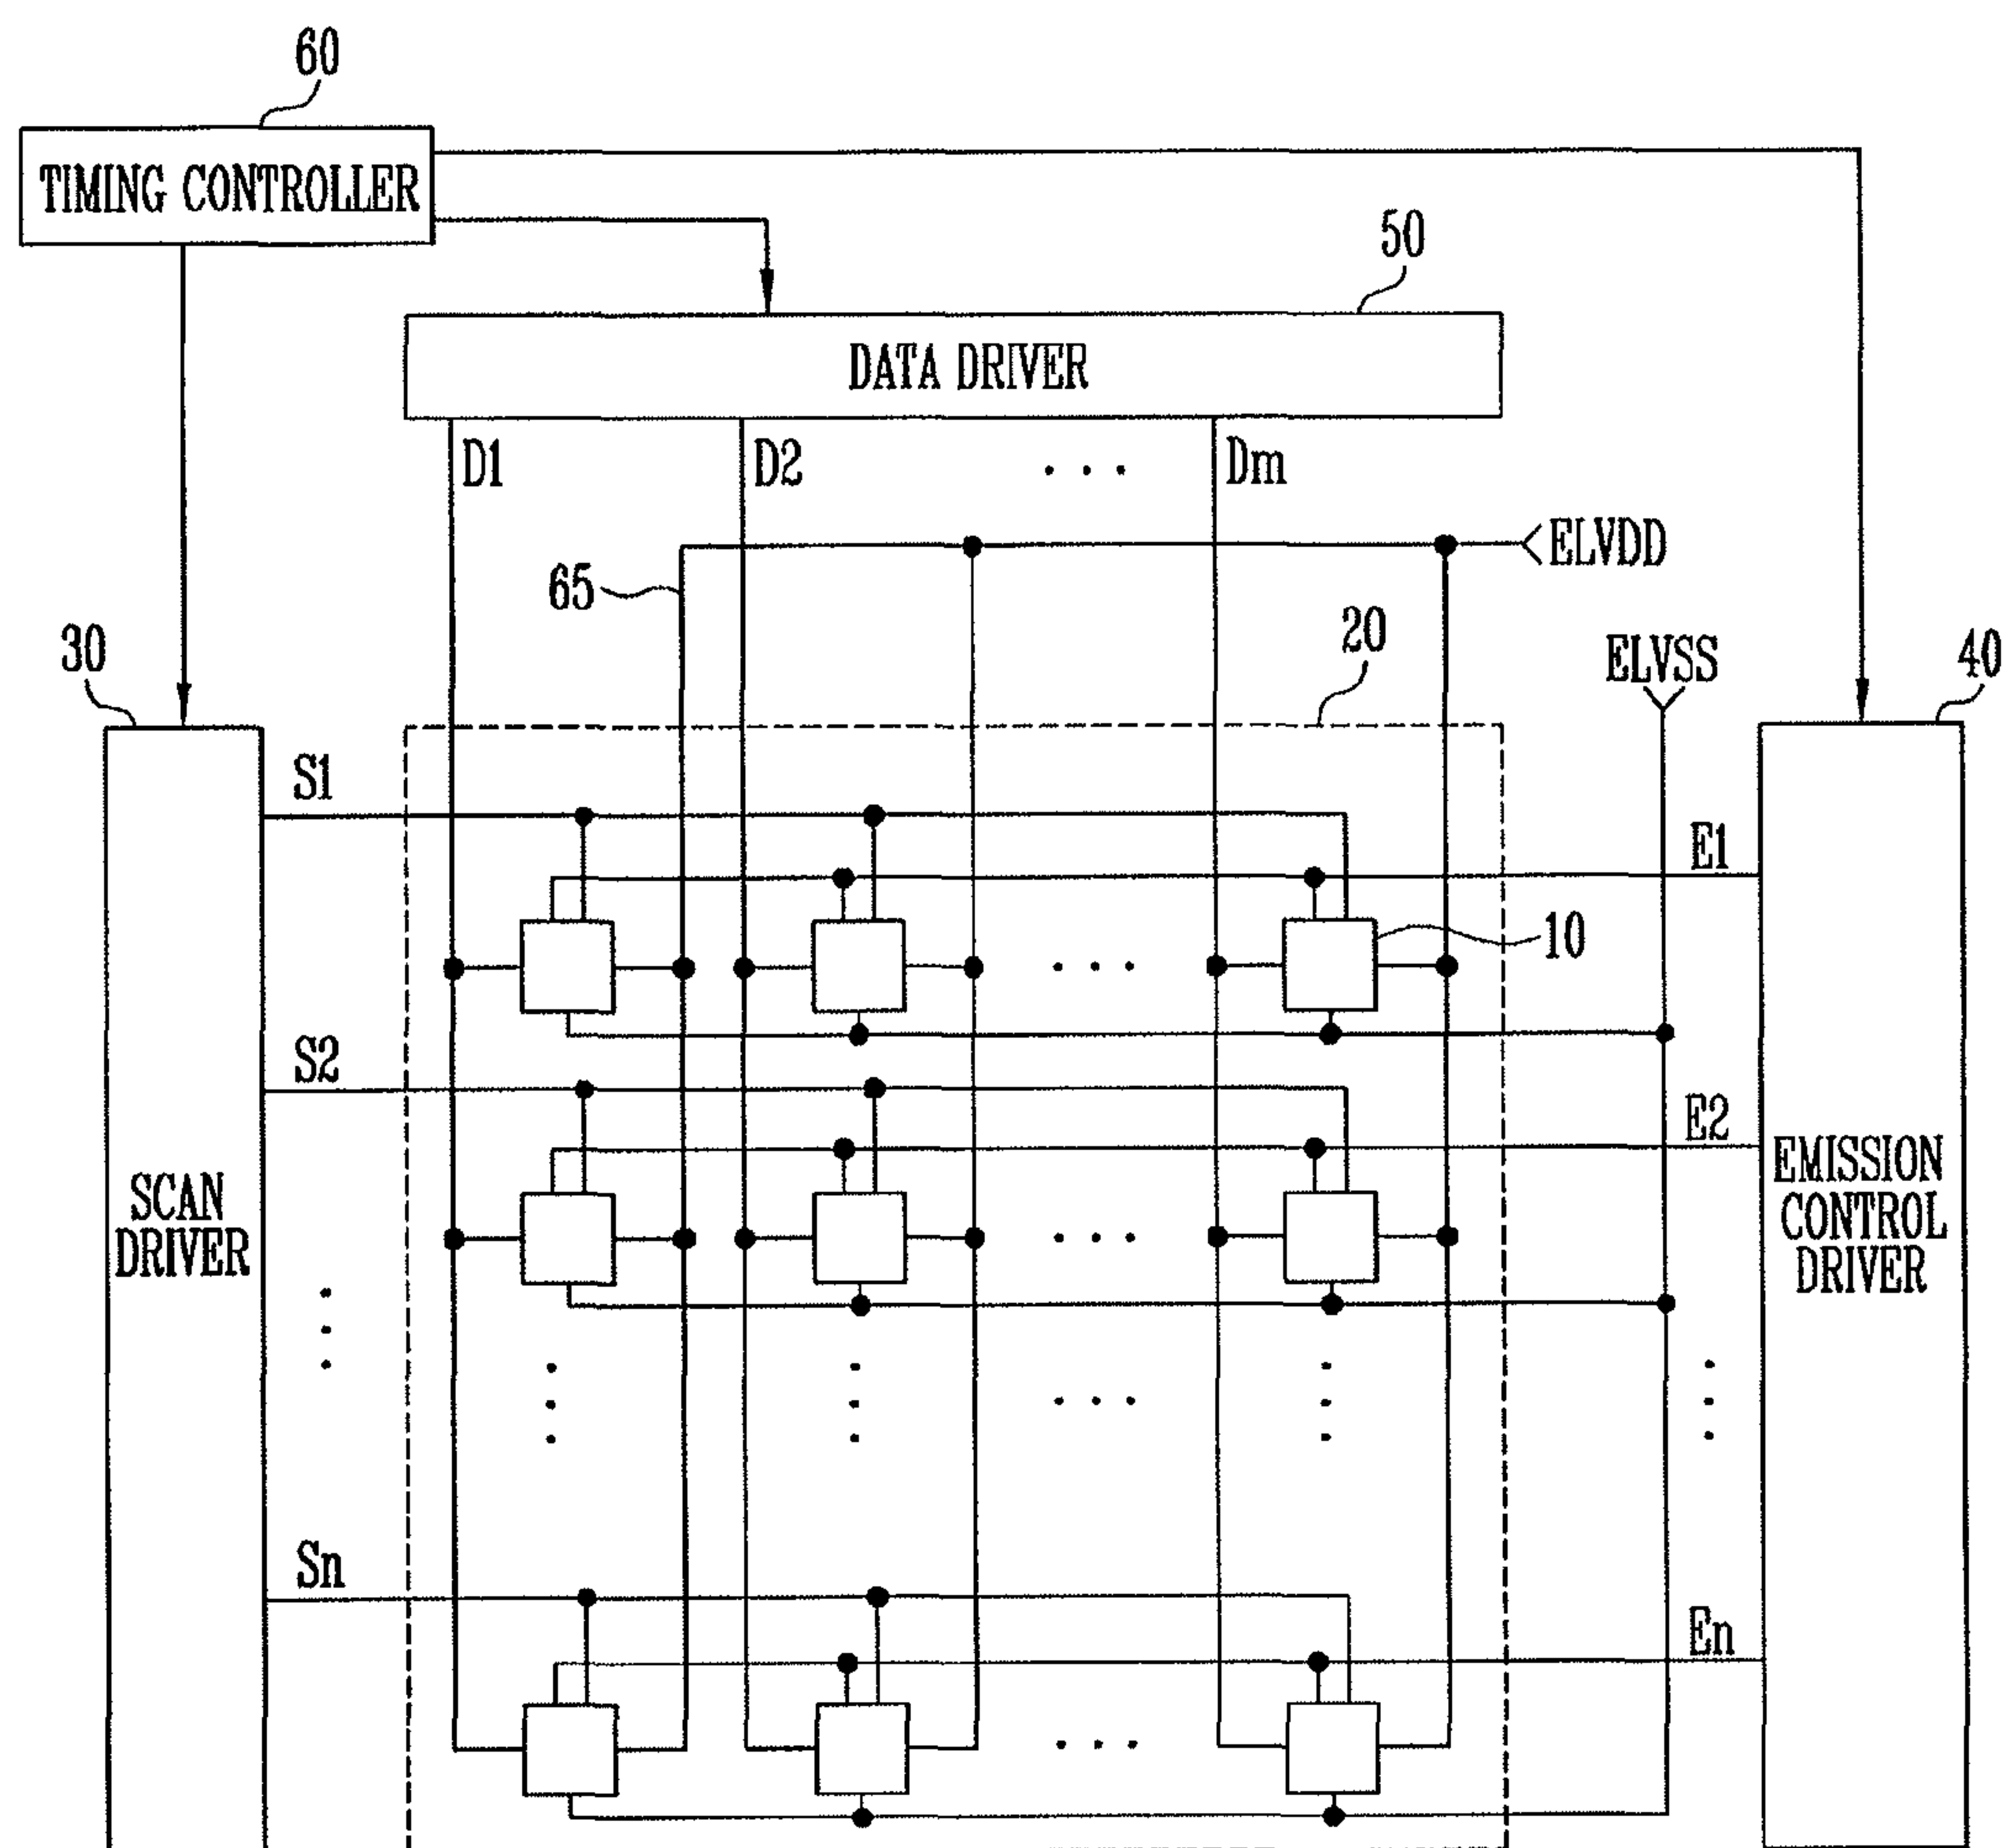 60
TIMING CONTROLLER
50
DATA DRIVER
D1 D2 ... Dm
ELVDD
65
20
ELVSS
30
40
S1
E1
10
S2
E2
SCAN
DRIVER
EMISSION
CONTROL
DRIVER
Sn
En